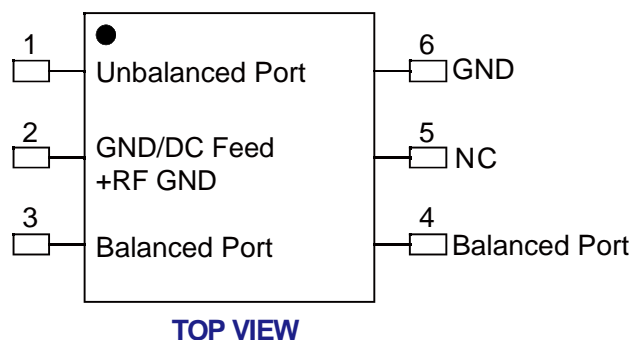 1
Unbalanced Port
6
GND
2
GND/DC Feed
+RF GND
5
NC
3
Balanced Port
4
Balanced Port
TOP VIEW